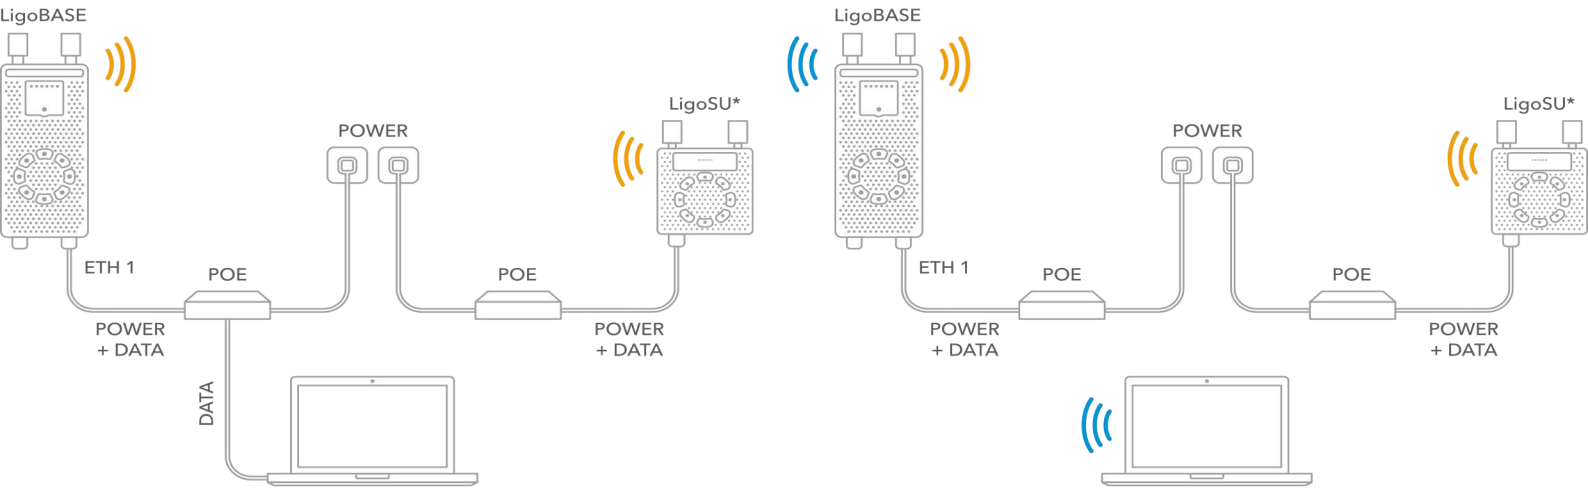 LigoBASE
LigoSU*
POWER
ETH 1
POE
POE
POWER
+ DATA
POWER
+ DATA
DATA
LigoBASE
LigoSU*
POWER
ETH 1
POE
POE
POWER
+ DATA
POWER
+ DATA